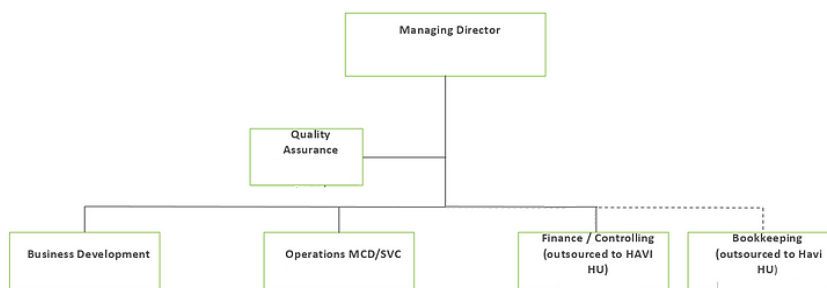 Managing Director
Quality
Assurance
Business Development
Operations MCD/SVC
Finance / Controlling
(outsourced to HAVI
HU)
Bookkeeping
(outsourced to Havi
HU)